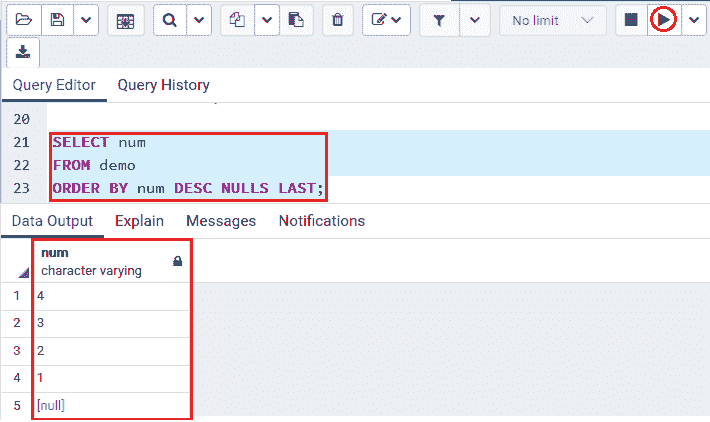 No limit
Query Editor Query History
20
21 SELECT num
22 FROM demo
23 ORDER BY num DESC NULLS LAST;
Data Output Explain Messages Notifications
num
character varying
1 4
2 3
3 2
4 1
5 [null]